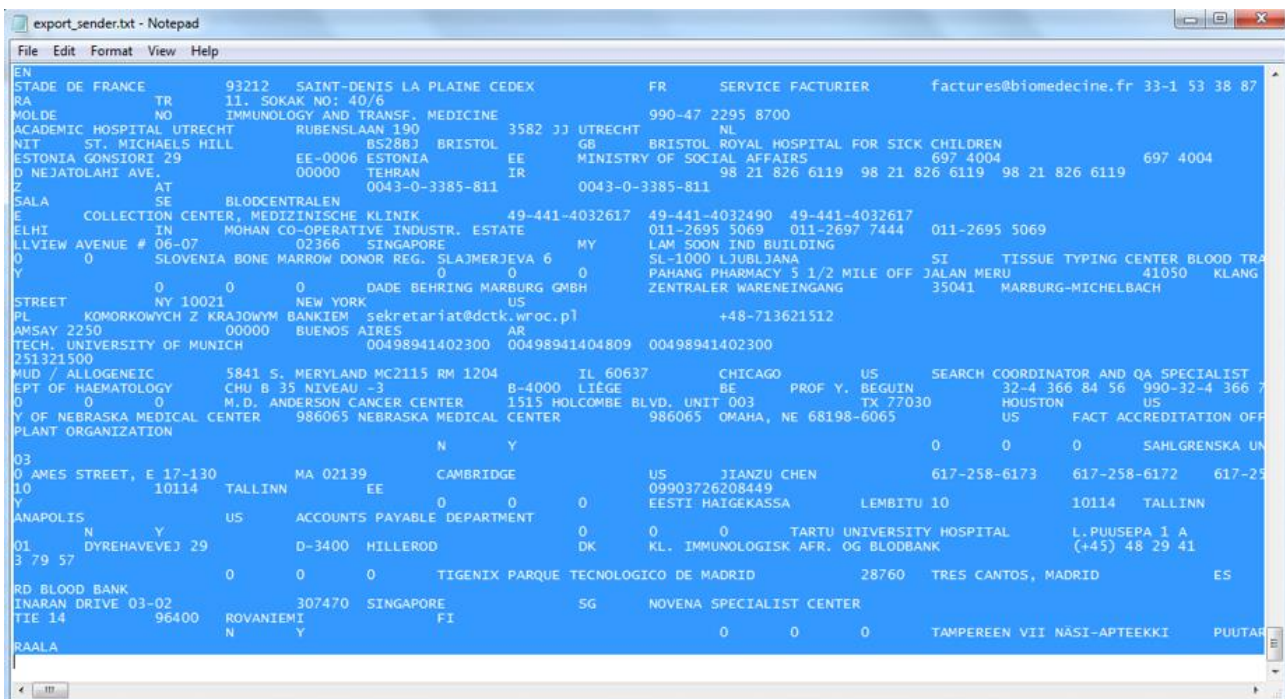 export_sender.txt - Notepad
File Edit Format View Help
EN
STADE DE FRANCE 93212 SAINT-DENIS LA PLAINE CEDEX FR SERVICE FACTURIER factures@biomedecine.fr 33-1 53 38 87
RA TR 11. SOKAK NO: 40/6
MOLDE NO IMMUNOLOGY AND TRANSF. MEDICINE 990-47 2295 8700
ACADEMIC HOSPITAL UTRECHT RUBENSLAAN 190 3582 JJ UTRECHT NL
NIT ST. MICHAELS HILL BS28BJ BRISTOL GB BRISTOL ROYAL HOSPITAL FOR SICK CHILDREN
ESTONIA GONSIORI 29 EE-0006 ESTONIA EE MINISTRY OF SOCIAL AFFAIRS 697 4004 697 4004
D NEJATOLAHI AVE. 00000 TEHRAN IR 98 21 826 6119 98 21 826 6119 98 21 826 6119
Z AT 0043-0-3385-811 0043-0-3385-811
SALA SE BLODCENTRALEN
E COLLECTION CENTER, MEDIZINISCHE KLINIK 49-441-4032617 49-441-4032490 49-441-4032617
ELHI IN MOHAN CO-OPERATIVE INDUSTR. ESTATE 011-2695 5069 011-2697 7444 011-2695 5069
LLVIEW AVENUE # 06-07 02366 SINGAPORE MY LAM SOON IND BUILDING
0 0 SLOVENIA BONE MARROW DONOR REG. SLAJMERJEVA 6 SL-1000 LJUBLJANA SI TISSUE TYPING CENTER BLOOD TRA
Y 0 0 0 PAHANG PHARMACY 5 1/2 MILE OFF JALAN MERU 41050 KLANG
0 0 0 DADE BEHRING MARBURG GMBH ZENTRALER WARENEINGANG 35041 MARBURG-MICHELBACH
STREET NY 10021 NEW YORK US
PL KOMORKOWYCH Z KRAJOWYM BANKIEM sekretariat@dctk.wroc.pl +48-713621512
AMSAY 2250 00000 BUENOS AIRES AR
TECH. UNIVERSITY OF MUNICH 00498941402300 00498941404809 00498941402300
251321500
MUD / ALLOGENEIC 5841 S. MERYLAND MC2115 RM 1204 IL 60637 CHICAGO US SEARCH COORDINATOR AND QA SPECIALIST
EPT OF HAEMATOLOGY CHU B 35 NIVEAU -3 B-4000 LIÈGE BE PROF Y. BEGUIN 32-4 366 84 56 990-32-4 366 7
0 0 0 M.D. ANDERSON CANCER CENTER 1515 HOLCOMBE BLVD. UNIT 003 TX 77030 HOUSTON US
Y OF NEBRASKA MEDICAL CENTER 986065 NEBRASKA MEDICAL CENTER 986065 OMAHA, NE 68198-6065 US FACT ACCREDITATION OFF
PLANT ORGANIZATION
N Y 0 0 0 SAHLGRENSKA UN
03
0 AMES STREET, E 17-130 MA 02139 CAMBRIDGE US JIANZU CHEN 617-258-6173 617-258-6172 617-25
10 10114 TALLINN EE 09903726208449
Y 0 0 0 EESTI HAIGEKASSA LEMBITU 10 10114 TALLINN
ANAPOLIS US ACCOUNTS PAYABLE DEPARTMENT
N Y 0 0 0 TARTU UNIVERSITY HOSPITAL L.PUUSEPA 1 A
01 DYREHAVEVEJ 29 D-3400 HILLEROD DK KL. IMMUNOLOGISK AFR. OG BLODBANK (+45) 48 29 41
3 79 57
0 0 0 TIGENIX PARQUE TECNOLOGICO DE MADRID 28760 TRES CANTOS, MADRID ES
RD BLOOD BANK
INARAN DRIVE 03-02 307470 SINGAPORE SG NOVENA SPECIALIST CENTER
TIE 14 96400 ROVANIEMI FI
N Y 0 0 0 TAMPEREEN VII NÄSI-APTEEKKI PUUTAR
RAALA